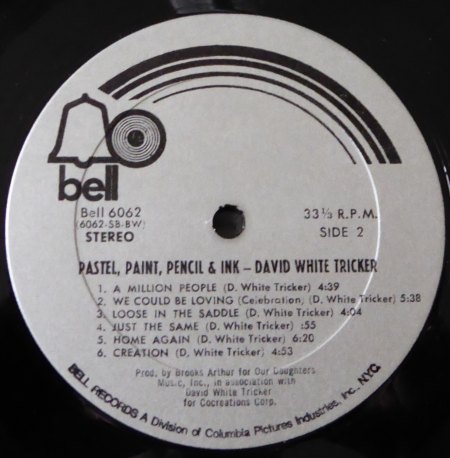 bell
Bell 6062
(6062-SB-BW)
STEREO
33⅓ R.P.M.
SIDE 2
PASTEL, PAINT, PENCIL & INK – DAVID WHITE TRICKER
1. A MILLION PEOPLE (D. White Tricker) 4:39
2. WE COULD BE LOVING (Celebration) (D. White Tricker) 5:38
3. LOOSE IN THE SADDLE (D. White Tricker) 4:04
4. JUST THE SAME (D. White Tricker) :55
5. HOME AGAIN (D. White Tricker) 6:20
6. CREATION (D. White Tricker) 4:53
Prod. by Brooks Arthur for Our Daughters
Music, Inc., in association with
David White Tricker
for Cocreations Corp.
BELL RECORDS A Division of Columbia Pictures Industries, Inc., NYC.